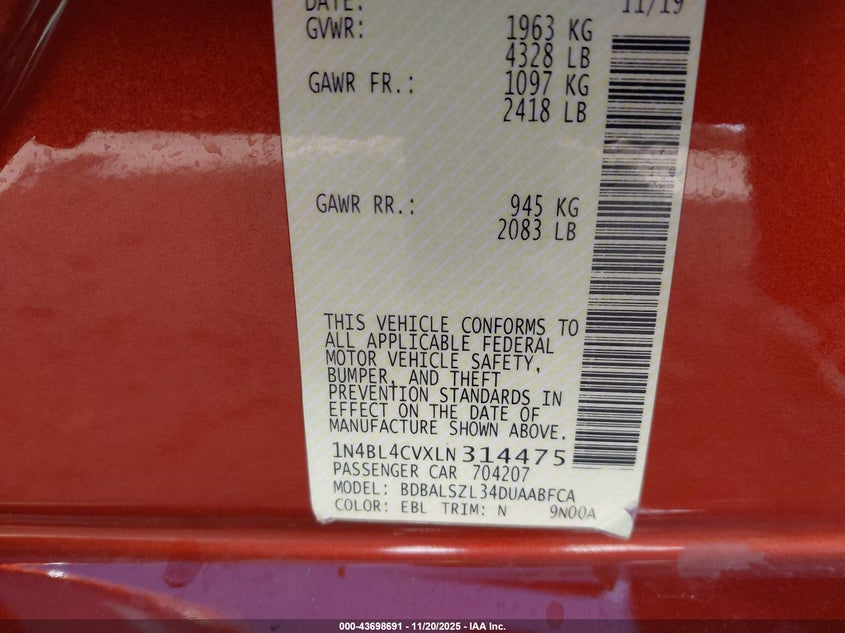 DATE: 11/19
GVWR: 1963 KG
4328 LB
GAWR FR.: 1097 KG
2418 LB
GAWR RR.: 945 KG
2083 LB
THIS VEHICLE CONFORMS TO
ALL APPLICABLE FEDERAL
MOTOR VEHICLE SAFETY,
BUMPER, AND THEFT
PREVENTION STANDARDS IN
EFFECT ON THE DATE OF
MANUFACTURE SHOWN ABOVE.
1N4BL4CVXLN314475
PASSENGER CAR 704207
MODEL: BDBALSZL34DUAABFCA
COLOR: EBL TRIM: N 9N00A
000-43698691 - 11/20/2025 - IAA Inc.